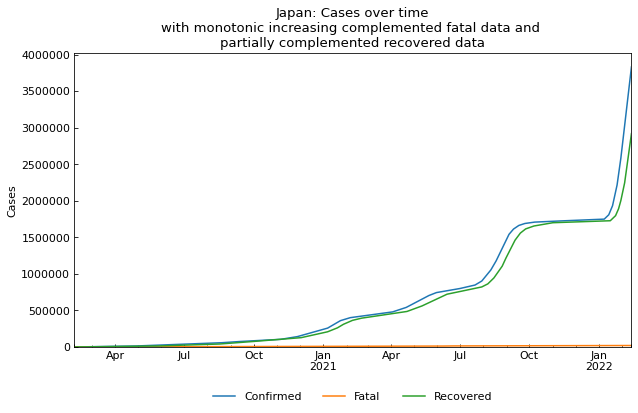 Japan: Cases over time
with monotonic increasing complemented fatal data and
partially complemented recovered data
4000000
3500000
3000000
2500000
2000000
1500000
1000000
500000
0
Cases
Apr Jul Oct Jan Apr Jul Oct Jan
2021 2022
Confirmed Fatal Recovered